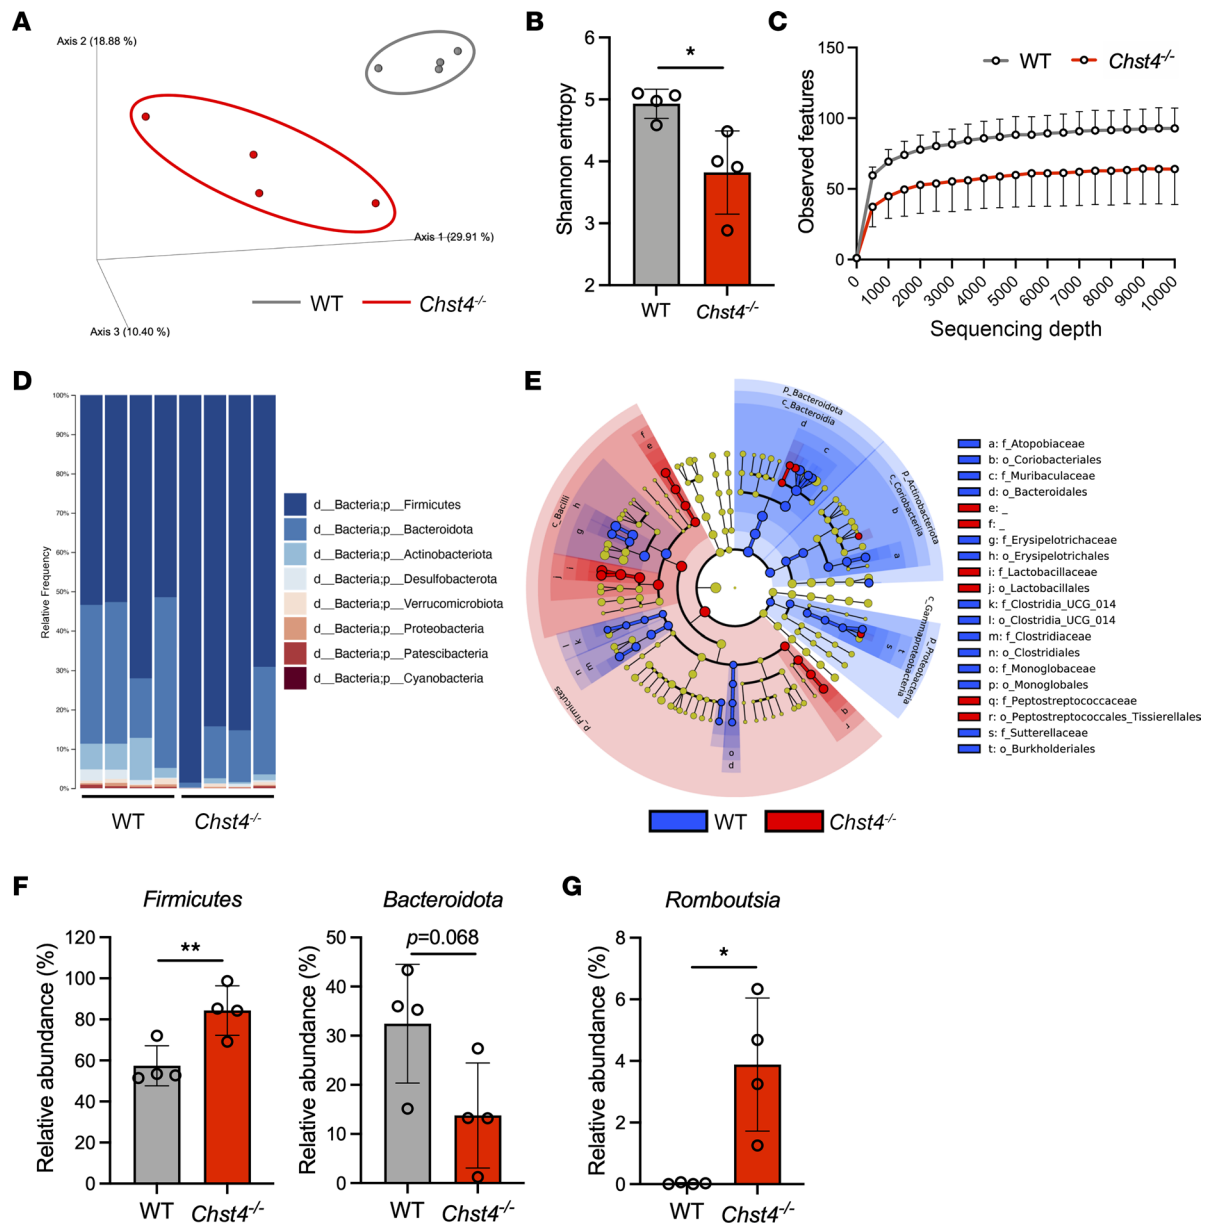 A
Axis 2 (18.88 %)
Axis 1 (29.91 %)
Axis 3 (10.40 %)
WT
Chst4-/-
B
Shannon entropy
6
5
4
3
2
*
WT
Chst4-/-
C
WT
Chst4-/-
Observed features
150
100
50
0
0
1000
2000
3000
4000
5000
6000
7000
8000
9000
10000
Sequencing depth
D
Relative Frequency
100%
90%
80%
70%
60%
50%
40%
30%
20%
10%
0%
WT
Chst4-/-
d__Bacteria;p__Firmicutes
d__Bacteria;p__Bacteroidota
d__Bacteria;p__Actinobacteriota
d__Bacteria;p__Desulfobacterota
d__Bacteria;p__Verrucomicrobiota
d__Bacteria;p__Proteobacteria
d__Bacteria;p__Patescibacteria
d__Bacteria;p__Cyanobacteria
E
p_Bacteroidota
c_Bacteroidia
d
c
p_Actinobacteriota
c_Coriobacteriia
b
a
c_Gammaproteobacteria
p_Proteobacteria
t
s
q
r
o
p
p_Firmicutes
n
m
l
k
j
i
g
h
c_Bacilli
e
f
a: f_Atopobiaceae
b: o_Coriobacteriales
c: f_Muribaculaceae
d: o_Bacteroidales
e: _
f: _
g: f_Erysipelotrichaceae
h: o_Erysipelotrichales
i: f_Lactobacillaceae
j: o_Lactobacillales
k: f_Clostridia_UCG_014
l: o_Clostridia_UCG_014
m: f_Clostridiaceae
n: o_Clostridiales
o: f_Monoglobaceae
p: o_Monoglobales
q: f_Peptostreptococcaceae
r: o_Peptostreptococcales_Tissierellales
s: f_Sutterellaceae
t: o_Burkholderiales
WT
Chst4-/-
F
Firmicutes
Relative abundance (%)
120
100
80
60
40
20
0
**
WT
Chst4-/-
Bacteroidota
Relative abundance (%)
50
40
30
20
10
0
p=0.068
WT
Chst4-/-
G
Romboutsia
Relative abundance (%)
8
6
4
2
0
*
WT
Chst4-/-